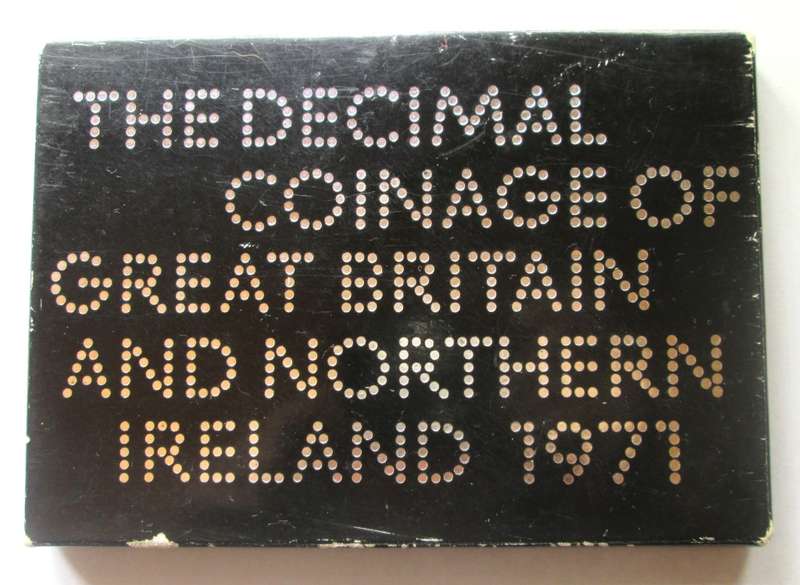 THE DECIMAL
COINAGE OF
GREAT BRITAIN
AND NORTHERN
IRELAND 1971